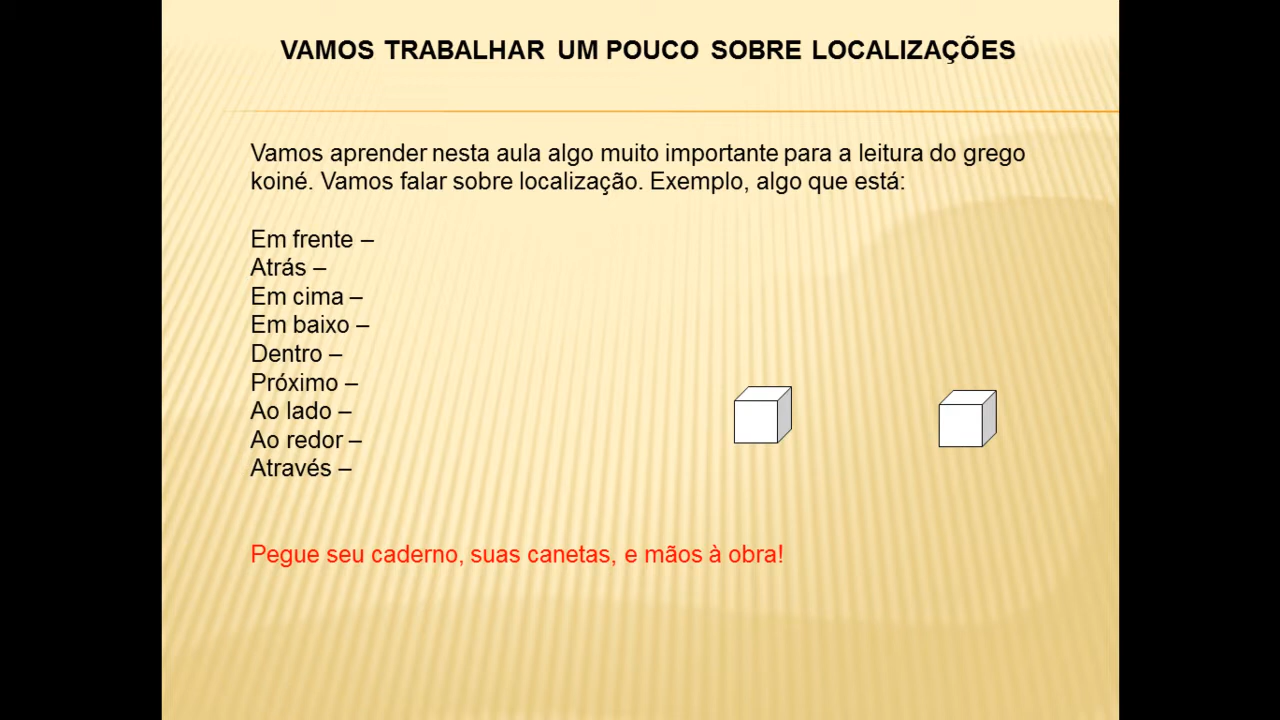 VAMOS TRABALHAR UM POUCO SOBRE LOCALIZAÇÕES
Vamos aprender nesta aula algo muito importante para a leitura do grego
koiné. Vamos falar sobre localização. Exemplo, algo que está:
Em frente –
Atrás –
Em cima –
Em baixo –
Dentro –
Próximo –
Ao lado –
Ao redor –
Através –
Pegue seu caderno, suas canetas, e mãos à obra!